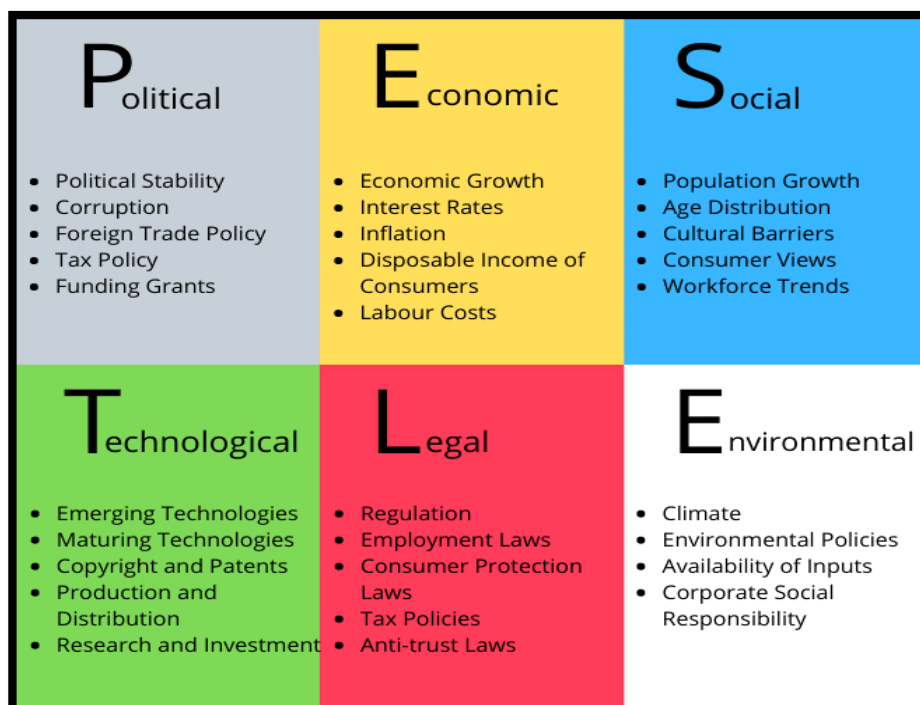 Political
• Political Stability
• Corruption
• Foreign Trade Policy
• Tax Policy
• Funding Grants
Economic
• Economic Growth
• Interest Rates
• Inflation
• Disposable Income of
Consumers
• Labour Costs
Social
• Population Growth
• Age Distribution
• Cultural Barriers
• Consumer Views
• Workforce Trends
Technological
• Emerging Technologies
• Maturing Technologies
• Copyright and Patents
• Production and
Distribution
• Research and Investment
Legal
• Regulation
• Employment Laws
• Consumer Protection
Laws
• Tax Policies
• Anti-trust Laws
Environmental
• Climate
• Environmental Policies
• Availability of Inputs
• Corporate Social
Responsibility